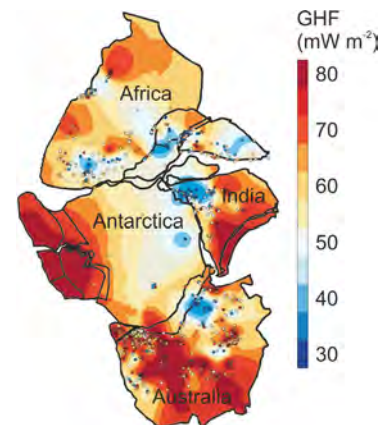 GHF
(mW m⁻²)
80
70
60
50
40
30
Africa
India
Antarctica
Australia